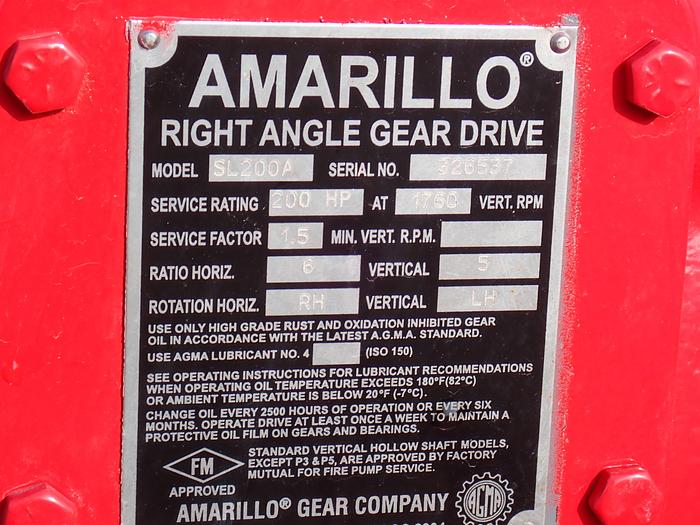 AMARILLO®
RIGHT ANGLE GEAR DRIVE
MODEL SL200A SERIAL NO. 326537
SERVICE RATING 200 HP AT 1760 VERT. RPM
SERVICE FACTOR 1.5 MIN. VERT. R.P.M.
RATIO HORIZ. 6 VERTICAL 5
ROTATION HORIZ. RH VERTICAL LH
USE ONLY HIGH GRADE RUST AND OXIDATION INHIBITED GEAR
OIL IN ACCORDANCE WITH THE LATEST A.G.M.A. STANDARD.
USE AGMA LUBRICANT NO. 4 (ISO 150)
SEE OPERATING INSTRUCTIONS FOR LUBRICANT RECOMMENDATIONS
WHEN OPERATING OIL TEMPERATURE EXCEEDS 180°F(82°C)
OR AMBIENT TEMPERATURE IS BELOW 20°F (-7°C).
CHANGE OIL EVERY 2500 HOURS OF OPERATION OR EVERY SIX
MONTHS. OPERATE DRIVE AT LEAST ONCE A WEEK TO MAINTAIN A
PROTECTIVE OIL FILM ON GEARS AND BEARINGS.
STANDARD VERTICAL HOLLOW SHAFT MODELS,
EXCEPT P3 & P5, ARE APPROVED BY FACTORY
MUTUAL FOR FIRE PUMP SERVICE.
FM
APPROVED
AMARILLO® GEAR COMPANY
AGMA